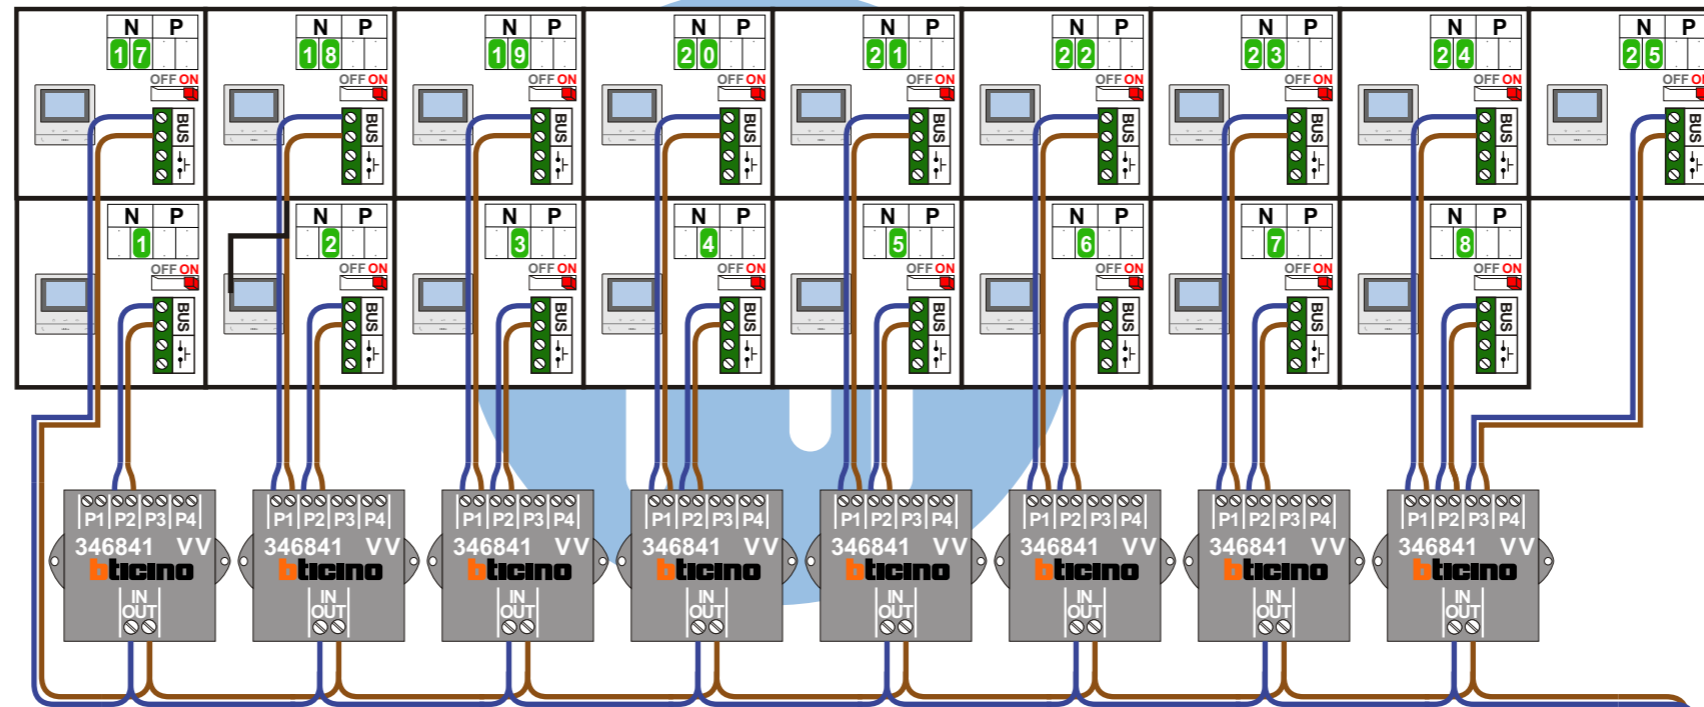 N P N P N P N P N P N P N P N P N P
17 18 19 20 21 22 23 24 25
OFF ON OFF ON OFF ON OFF ON OFF ON OFF ON OFF ON OFF ON OFF ON
BUS BUS BUS BUS BUS BUS BUS BUS BUS
N P N P N P N P N P N P N P N P
1 2 3 4 5 6 7 8
OFF ON OFF ON OFF ON OFF ON OFF ON OFF ON OFF ON OFF ON
BUS BUS BUS BUS BUS BUS BUS BUS
P1 P2 P3 P4 P1 P2 P3 P4 P1 P2 P3 P4 P1 P2 P3 P4 P1 P2 P3 P4 P1 P2 P3 P4 P1 P2 P3 P4 P1 P2 P3 P4
346841 VV 346841 VV 346841 VV 346841 VV 346841 VV 346841 VV 346841 VV 346841 VV
bticino bticino bticino bticino bticino bticino bticino bticino
IN IN IN IN IN IN IN IN
OUT OUT OUT OUT OUT OUT OUT OUT